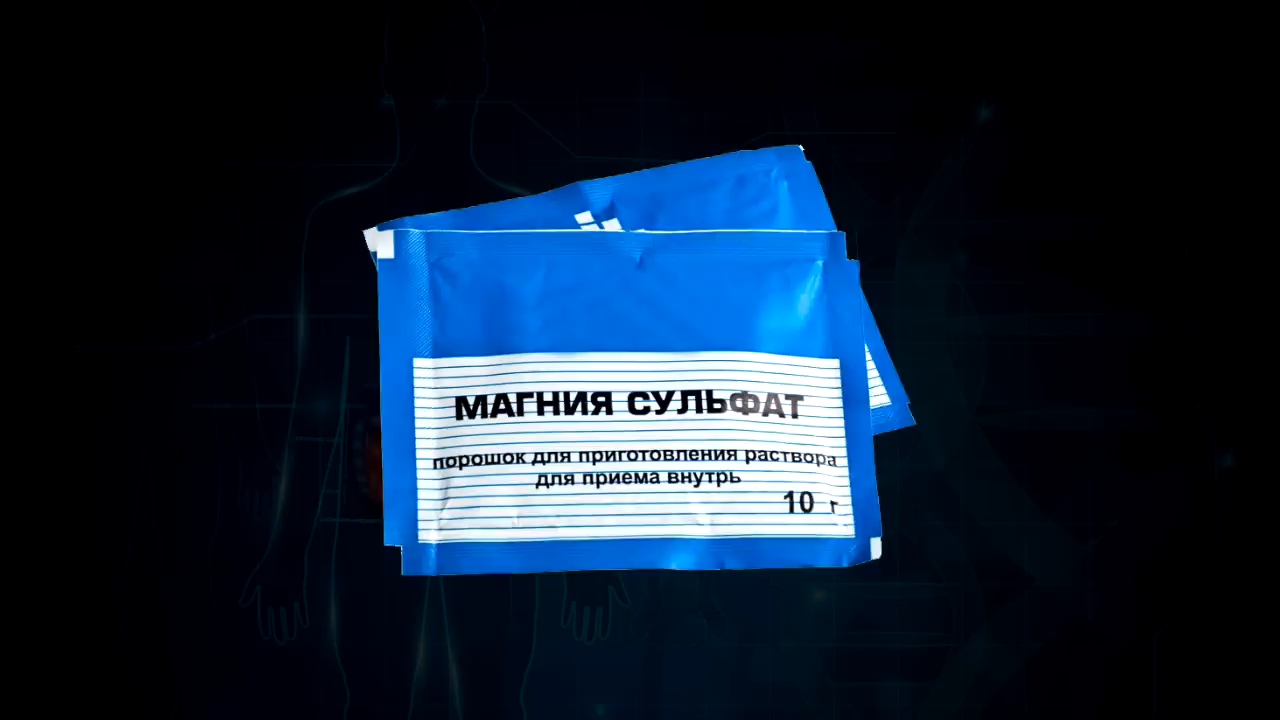 МАГНИЯ СУЛЬФАТ
порошок для приготовления раствора
для приема внутрь
10 г